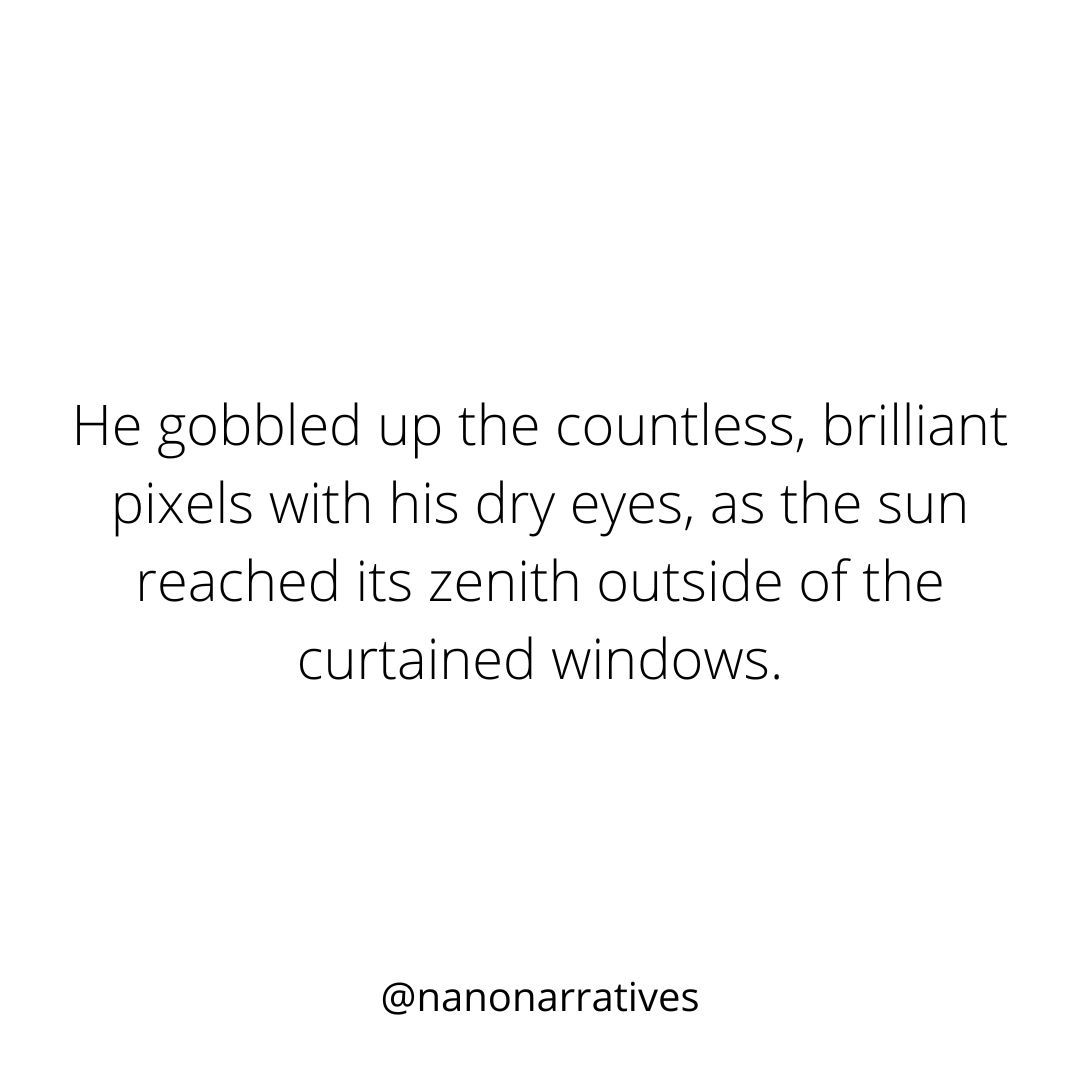 He gobbled up the countless, brilliant
pixels with his dry eyes, as the sun
reached its zenith outside of the
curtained windows.
@nanonarratives